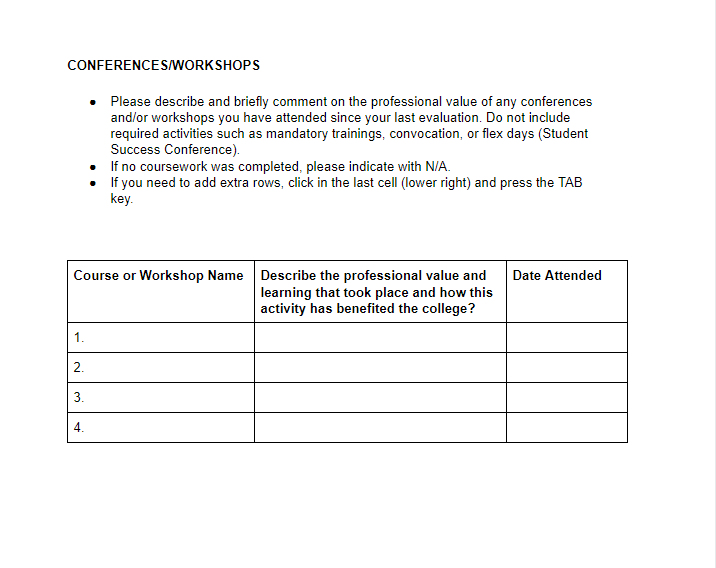 CONFERENCES/WORKSHOPS
● Please describe and briefly comment on the professional value of any conferences
and/or workshops you have attended since your last evaluation. Do not include
required activities such as mandatory trainings, convocation, or flex days (Student
Success Conference).
● If no coursework was completed, please indicate with N/A.
● If you need to add extra rows, click in the last cell (lower right) and press the TAB
key.
Course or Workshop Name
Describe the professional value and
learning that took place and how this
activity has benefited the college?
Date Attended
1.
2.
3.
4.